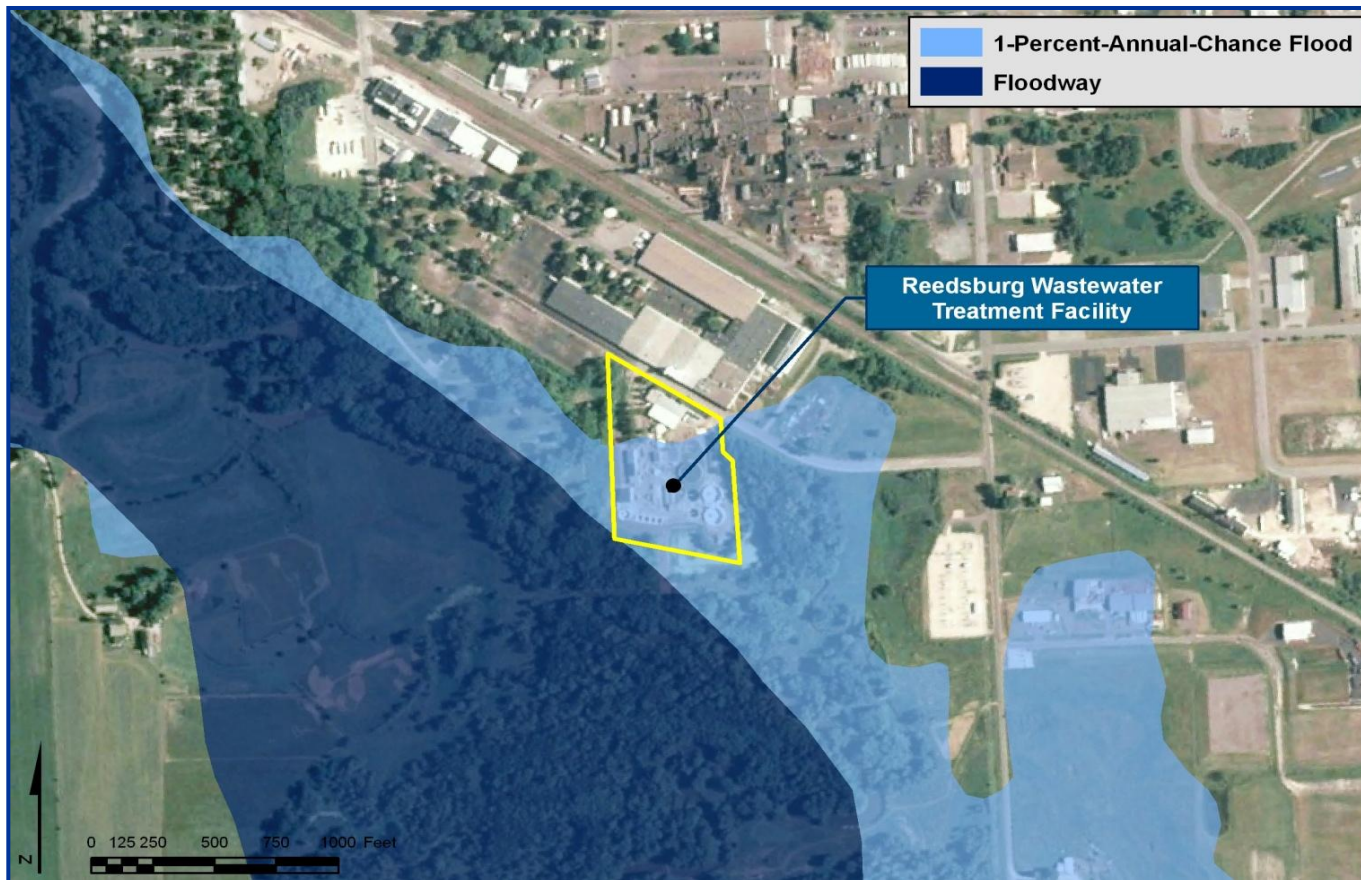 1-Percent-Annual-Chance Flood
Floodway
Reedsburg Wastewater
Treatment Facility
0 125 250 500 750 1000 Feet
N